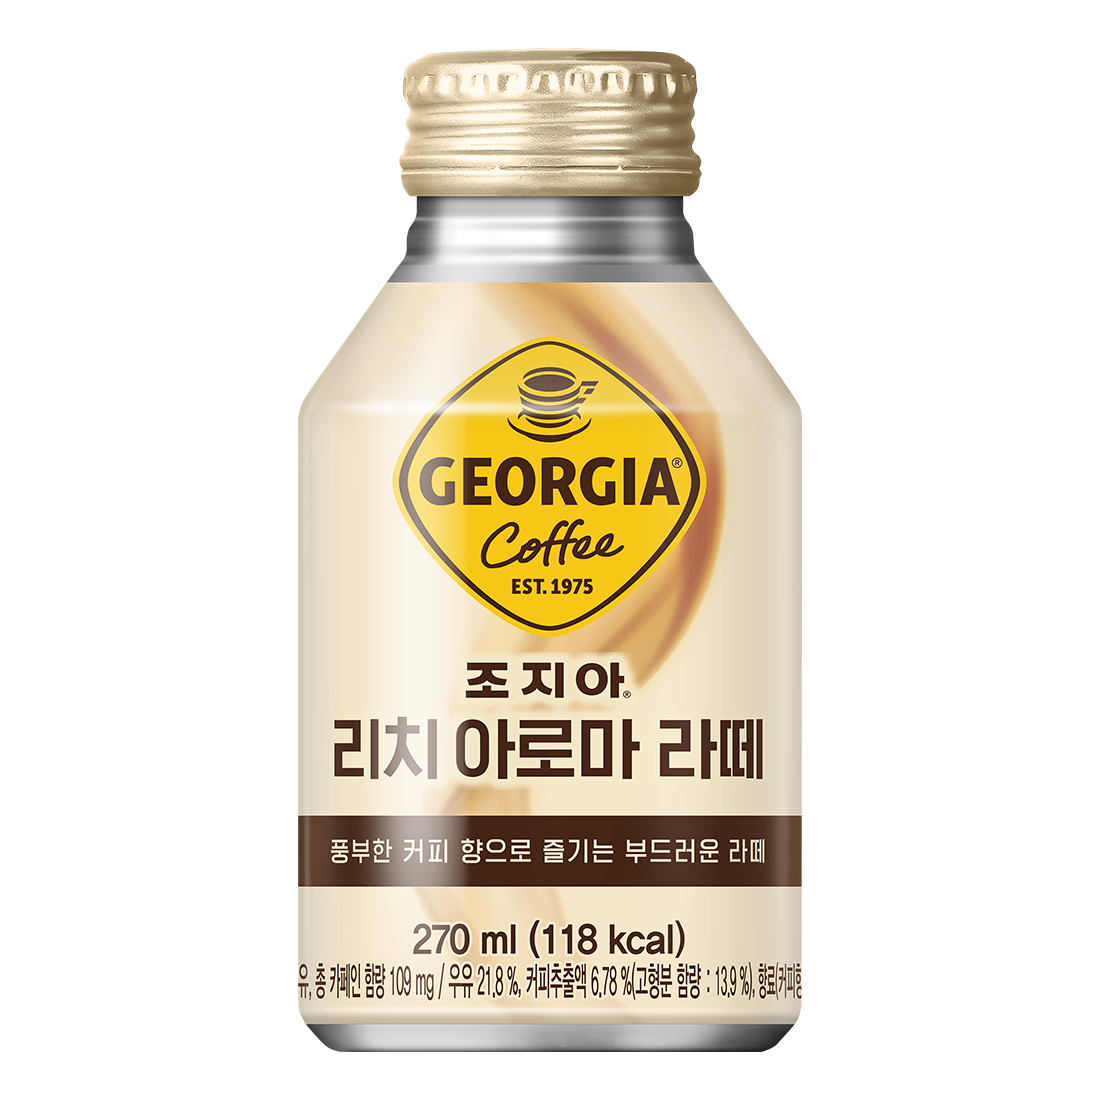 GEORGIA®
Coffee
EST. 1975
조지아®
리치 아로마 라떼
풍부한 커피 향으로 즐기는 부드러운 라떼
270 ml (118 kcal)
유, 총 카페인 함량 109 mg / 우유 21.8 %, 커피추출액 6.78 %(고형분 함량 : 13.9 %), 향료(커피향